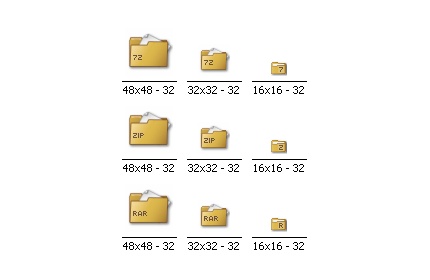 7Z 7Z 7
48x48 - 32 32x32 - 32 16x16 - 32
ZIP ZIP Z
48x48 - 32 32x32 - 32 16x16 - 32
RAR RAR R
48x48 - 32 32x32 - 32 16x16 - 32